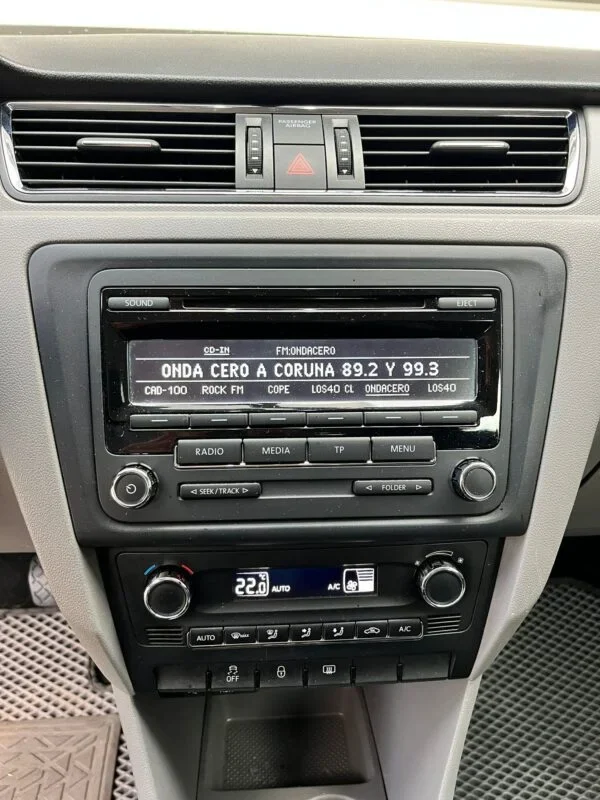 PASSENGER
AIRBAG
SOUND
EJECT
CD-IN FM:ONDACERO
ONDA CERO A CORUNA 89.2 Y 99.3
CAD-100 ROCK FM COPE LOS40 CL ONDACERO LOS40
RADIO MEDIA TP MENU
◁ SEEK/TRACK ▷ ◁ FOLDER ▷
22.0 °C AUTO A/C
AUTO MAX A/C
OFF